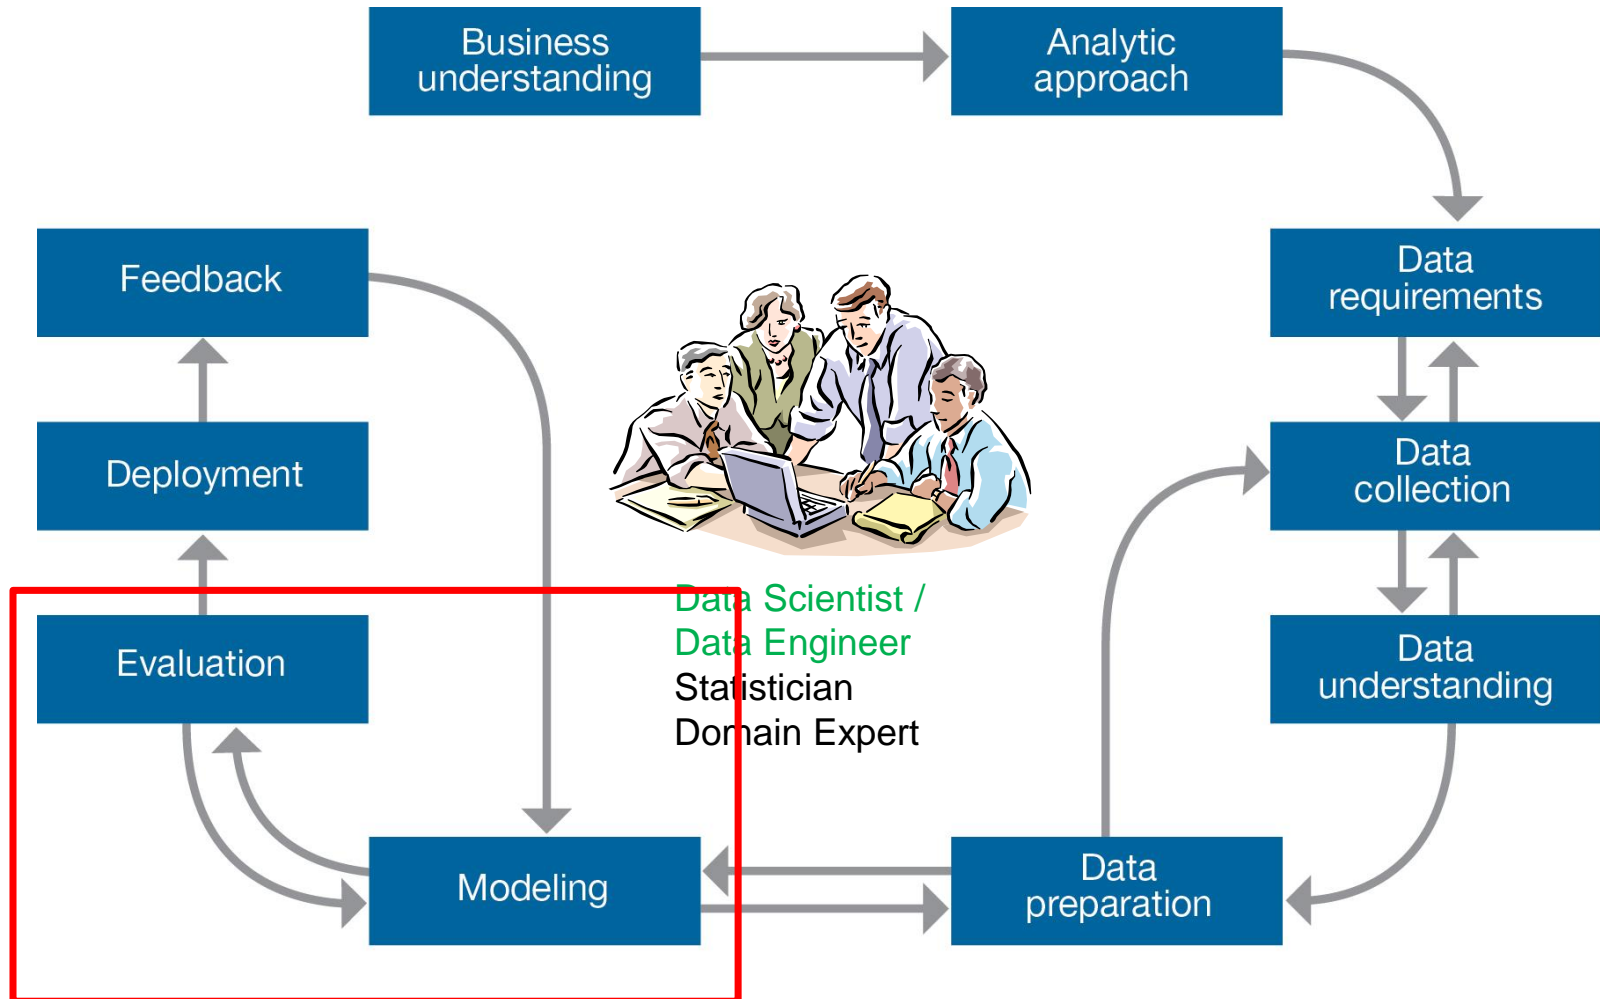 Business
understanding
Analytic
approach
Feedback
Data
requirements
Deployment
Data
collection
Data Scientist /
Data Engineer
Statistician
Domain Expert
Evaluation
Data
understanding
Modeling
Data
preparation